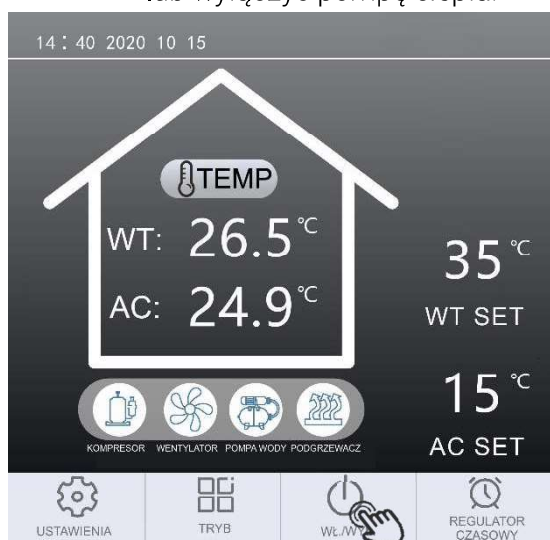 14:40 2020 10 15
TEMP
WT: 26.5℃
AC: 24.9℃
35℃
WT SET
15℃
AC SET
KOMPRESOR WENTYLATOR POMPA WODY PODGRZEWACZ
USTAWIENIA
TRYB
REGULATOR
CZASOWY